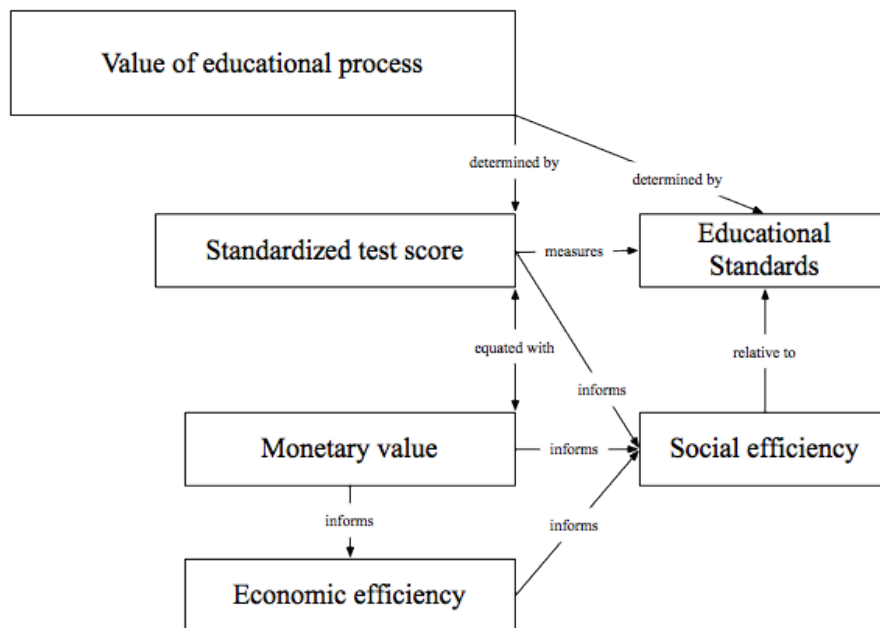 Value of educational process
determined by
determined by
Standardized test score
measures
Educational
Standards
equated with
relative to
informs
Monetary value
informs
Social efficiency
informs
informs
Economic efficiency